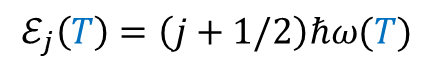 ℰⱼ(T) = (j + 1/2)ℏω(T)